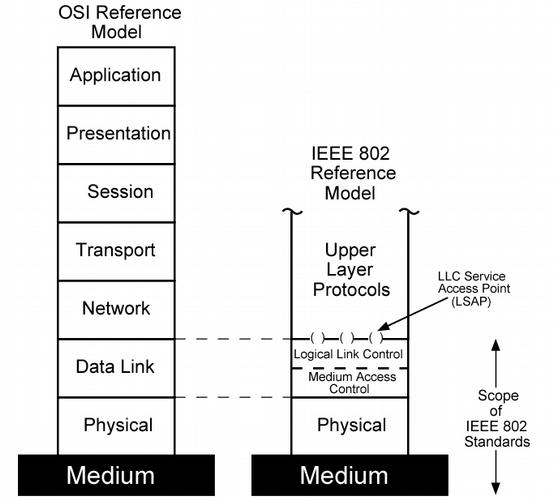 OSI Reference
Model
Application
Presentation
Session
Transport
Network
Data Link
Physical
Medium
IEEE 802
Reference
Model
Upper
Layer
Protocols
LLC Service
Access Point
(LSAP)
Logical Link Control
Medium Access
Control
Physical
Medium
Scope
of
IEEE 802
Standards